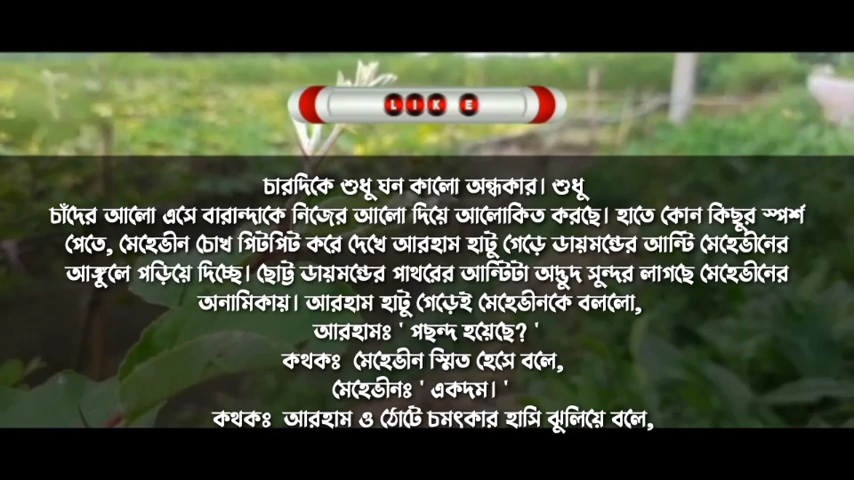 LIKE
চারদিকে শুধু ঘন কালো অন্ধকার। শুধু
চাঁদের আলো এসে বারান্দাকে নিজের আলো দিয়ে আলোকিত করছে। হাতে কোন কিছুর স্পর্শ
পেতে, মেহেভীন চোখ পিটপিট করে দেখে আরহাম হাটু গেড়ে ডায়মন্ডের আন্টি মেহেভীনের
আঙ্গুলে পড়িয়ে দিচ্ছে। ছোট্ট ডায়মন্ডের পাথরের আন্টিটা অদ্ভুদ সুন্দর লাগছে মেহেভীনের
অনামিকায়। আরহাম হাটু গেড়েই মেহেভীনকে বললো,
আরহামঃ ' পছন্দ হয়েছে? '
কথকঃ মেহেভীন স্মিত হেসে বলে,
মেহেভীনঃ ' একদম। '
কথকঃ আরহাম ও ঠোটে চমৎকার হাসি ঝুলিয়ে বলে,